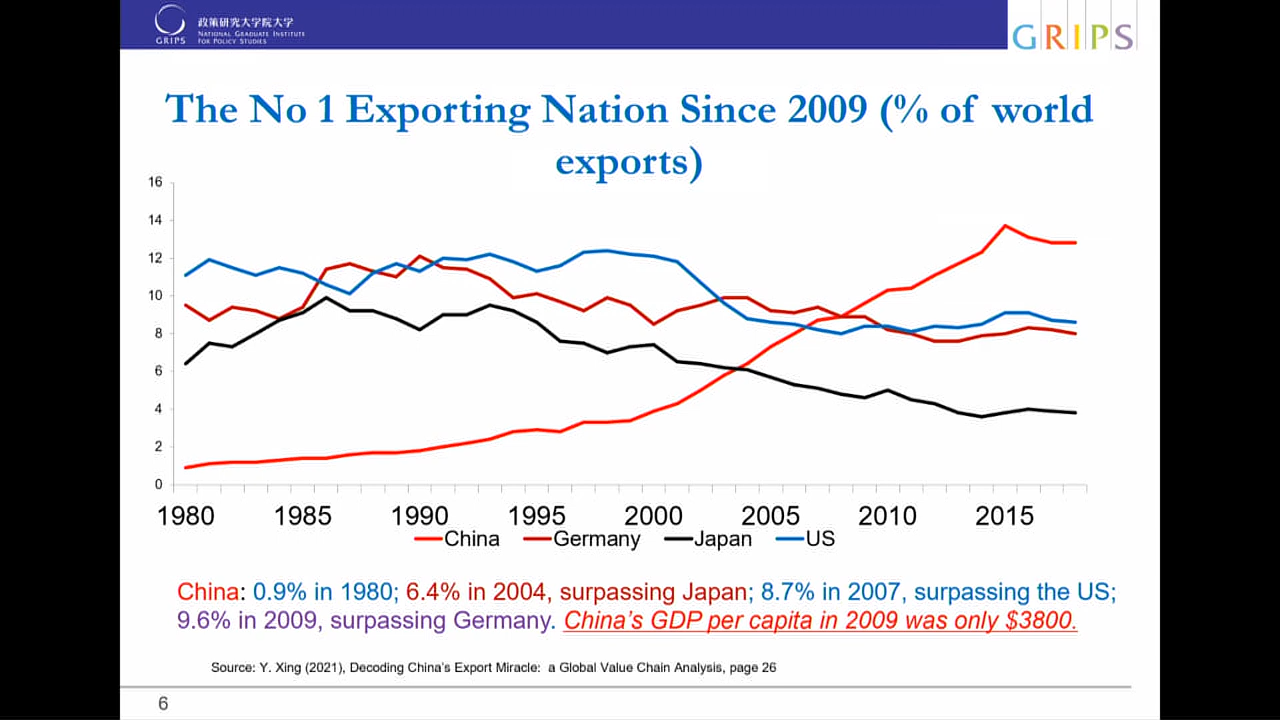 政策研究大学院大学
NATIONAL GRADUATE INSTITUTE
FOR POLICY STUDIES
GRIPS
GRIPS
The No 1 Exporting Nation Since 2009 (% of world
exports)
16
14
12
10
8
6
4
2
0
1980 1985 1990 1995 2000 2005 2010 2015
China Germany Japan US
China: 0.9% in 1980; 6.4% in 2004, surpassing Japan; 8.7% in 2007, surpassing the US;
9.6% in 2009, surpassing Germany. China's GDP per capita in 2009 was only $3800.
Source: Y. Xing (2021), Decoding China's Export Miracle: a Global Value Chain Analysis, page 26
6